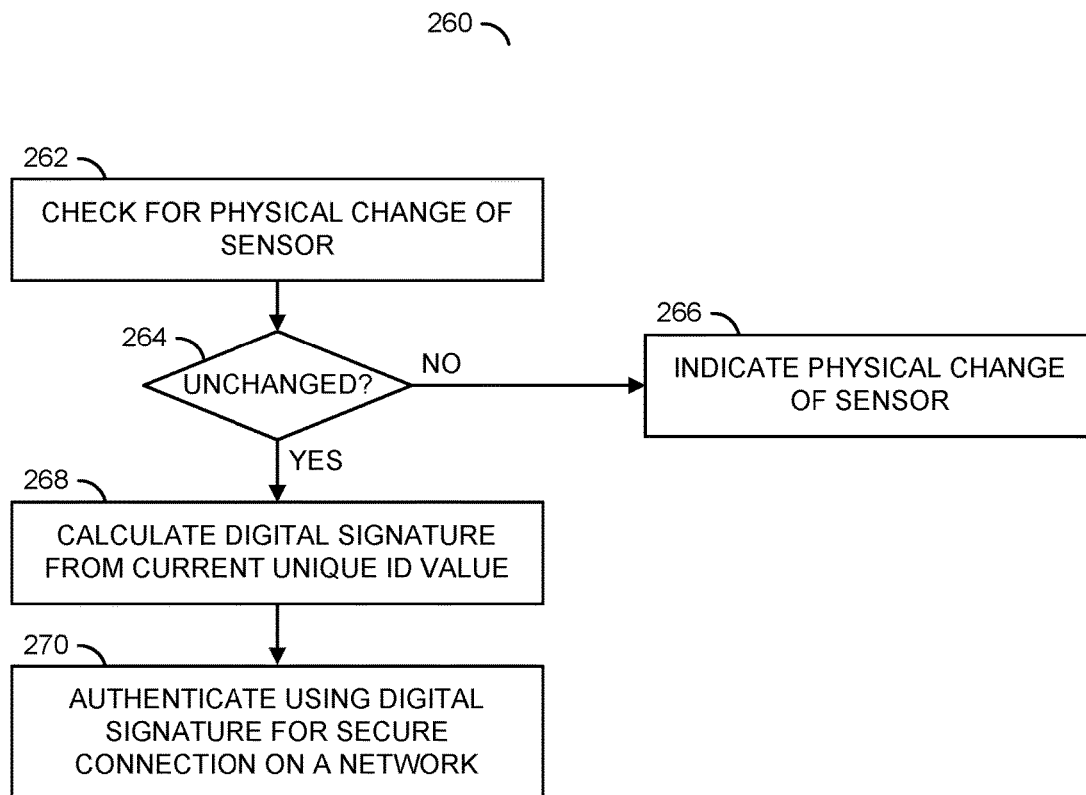 260
262
CHECK FOR PHYSICAL CHANGE OF
SENSOR
264
UNCHANGED?
NO
266
INDICATE PHYSICAL CHANGE
OF SENSOR
YES
268
CALCULATE DIGITAL SIGNATURE
FROM CURRENT UNIQUE ID VALUE
270
AUTHENTICATE USING DIGITAL
SIGNATURE FOR SECURE
CONNECTION ON A NETWORK